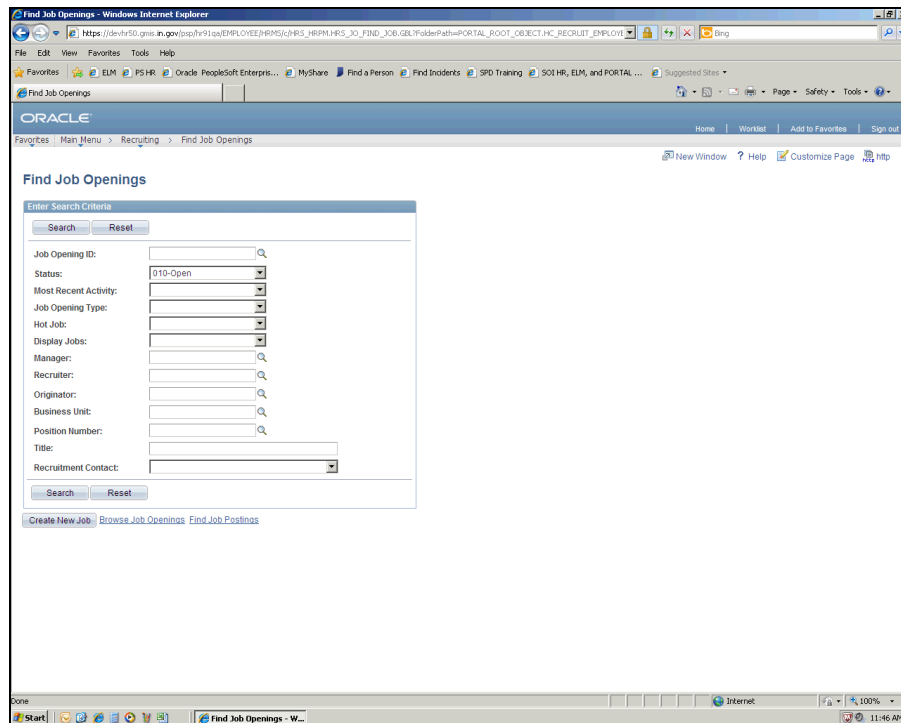 Find Job Openings - Windows Internet Explorer
https://devhr50.gmis.in.gov/psp/hr91qa/EMPLOYEE/HRMS/c/HRS_HRPM.HRS_JO_FIND_JOB.GBL?FolderPath=PORTAL_ROOT_OBJECT.HC_RECRUIT_EMPLOYE Bing
File Edit View Favorites Tools Help
Favorites ELM PS HR Oracle PeopleSoft Enterpris... MyShare Find a Person Find Incidents SPD Training SOI HR, ELM, and PORTAL ... Suggested Sites
Find Job Openings Page Safety Tools
ORACLE
Home | Worklist | Add to Favorites | Sign out
Favorites Main Menu > Recruiting > Find Job Openings
New Window ? Help Customize Page http
Find Job Openings
Enter Search Criteria
Search Reset
Job Opening ID:
Status: 010-Open
Most Recent Activity:
Job Opening Type:
Hot Job:
Display Jobs:
Manager:
Recruiter:
Originator:
Business Unit:
Position Number:
Title:
Recruitment Contact:
Search Reset
Create New Job Browse Job Openings Find Job Postings
Done Internet 100%
Start Find Job Openings - W... 11:46 AM